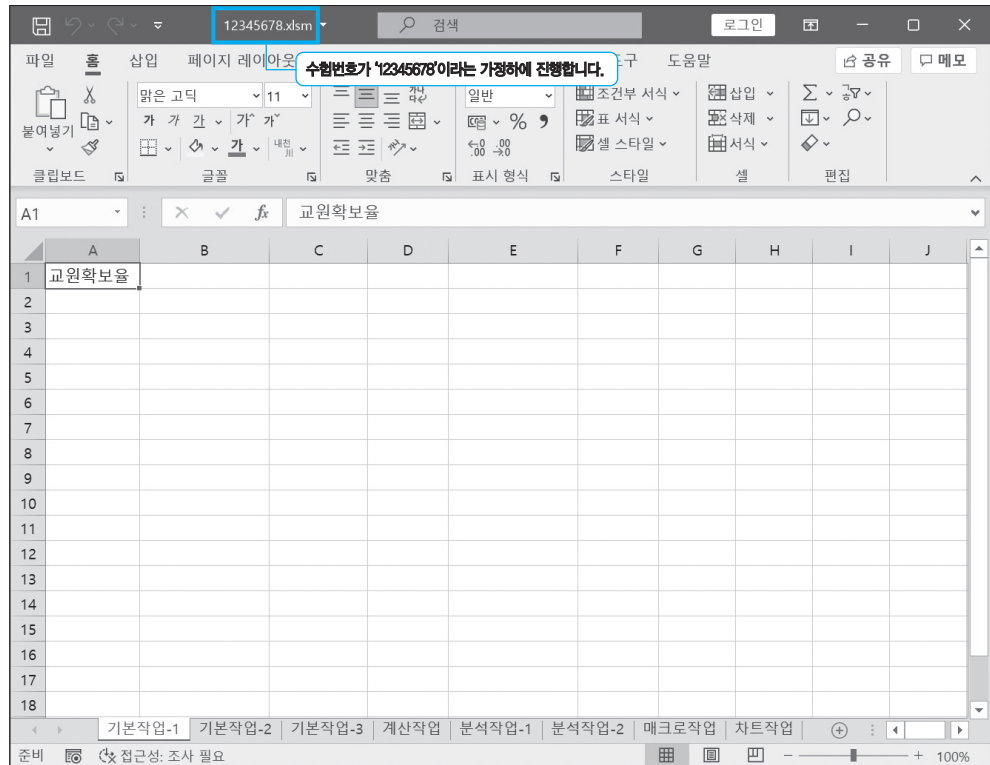 12345678.xlsm
검색
로그인
파일 홈 삽입 페이지 레이아웃 도움말 공유 메모
수험번호가 '12345678'이라는 가정하에 진행합니다.
붙여넣기
맑은 고딕 11
가 가 가 가 가
가 내천
일반
%
조건부 서식
표 서식
셀 스타일
삽입
삭제
서식
클립보드 글꼴 맞춤 표시 형식 스타일 셀 편집
A1 fx 교원확보율
A B C D E F G H I J
1 교원확보율
2
3
4
5
6
7
8
9
10
11
12
13
14
15
16
17
18
기본작업-1 기본작업-2 기본작업-3 계산작업 분석작업-1 분석작업-2 매크로작업 차트작업
준비 접근성: 조사 필요 100%